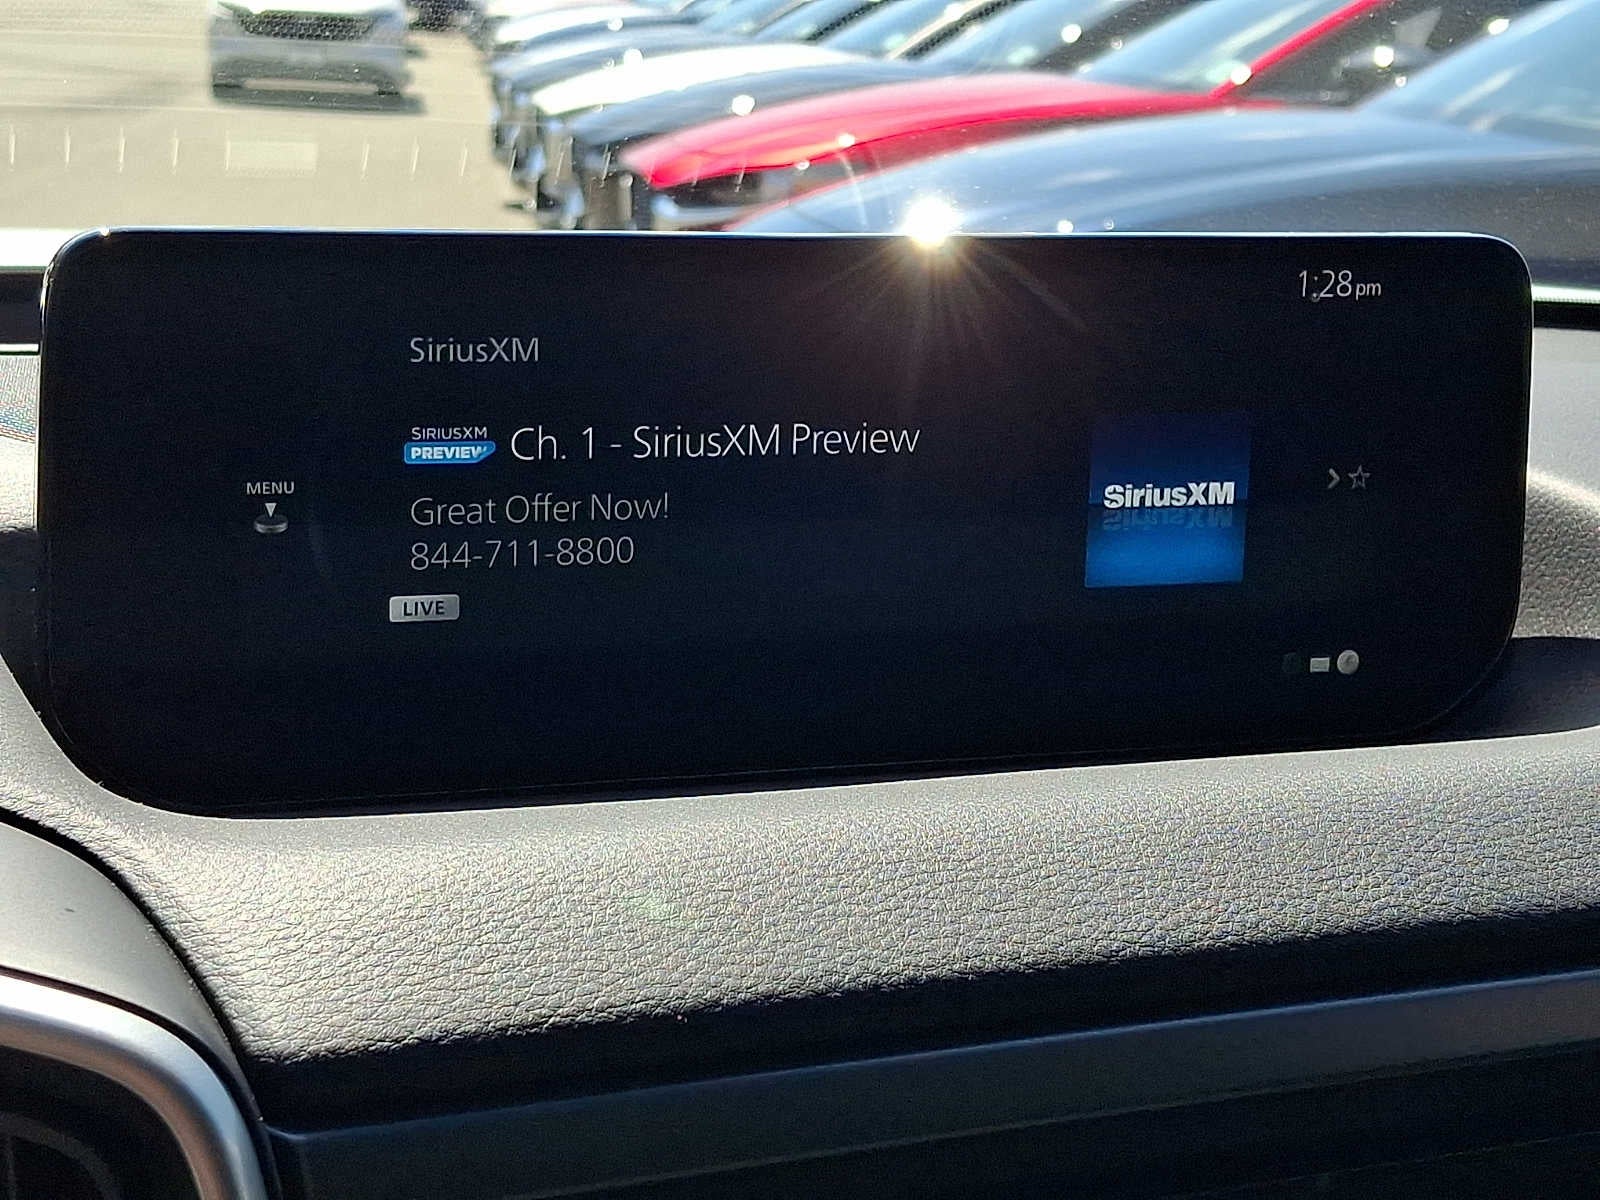 1:28pm
SiriusXM
SIRIUSXM
PREVIEW
Ch. 1 - SiriusXM Preview
MENU
Great Offer Now!
844-711-8800
LIVE
SiriusXM